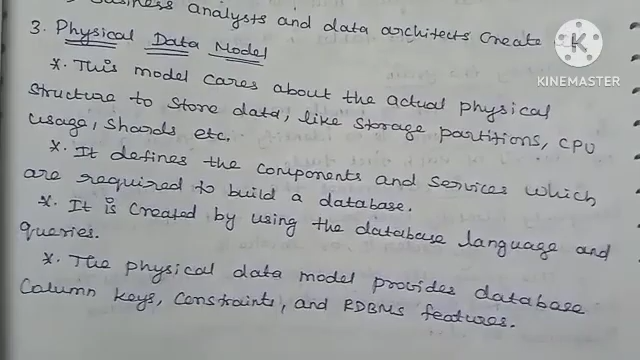 Business analysts and data architects create
3. Physical Data Model
*. This model cares about the actual physical
structure to store data, like storage partitions, CPU
usage, shards etc.
*. It defines the components and services which
are required to build a database.
*. It is created by using the database language and
queries.
*. The physical data model provides database
column keys, constraints, and RDBMS features.
KINEMASTER